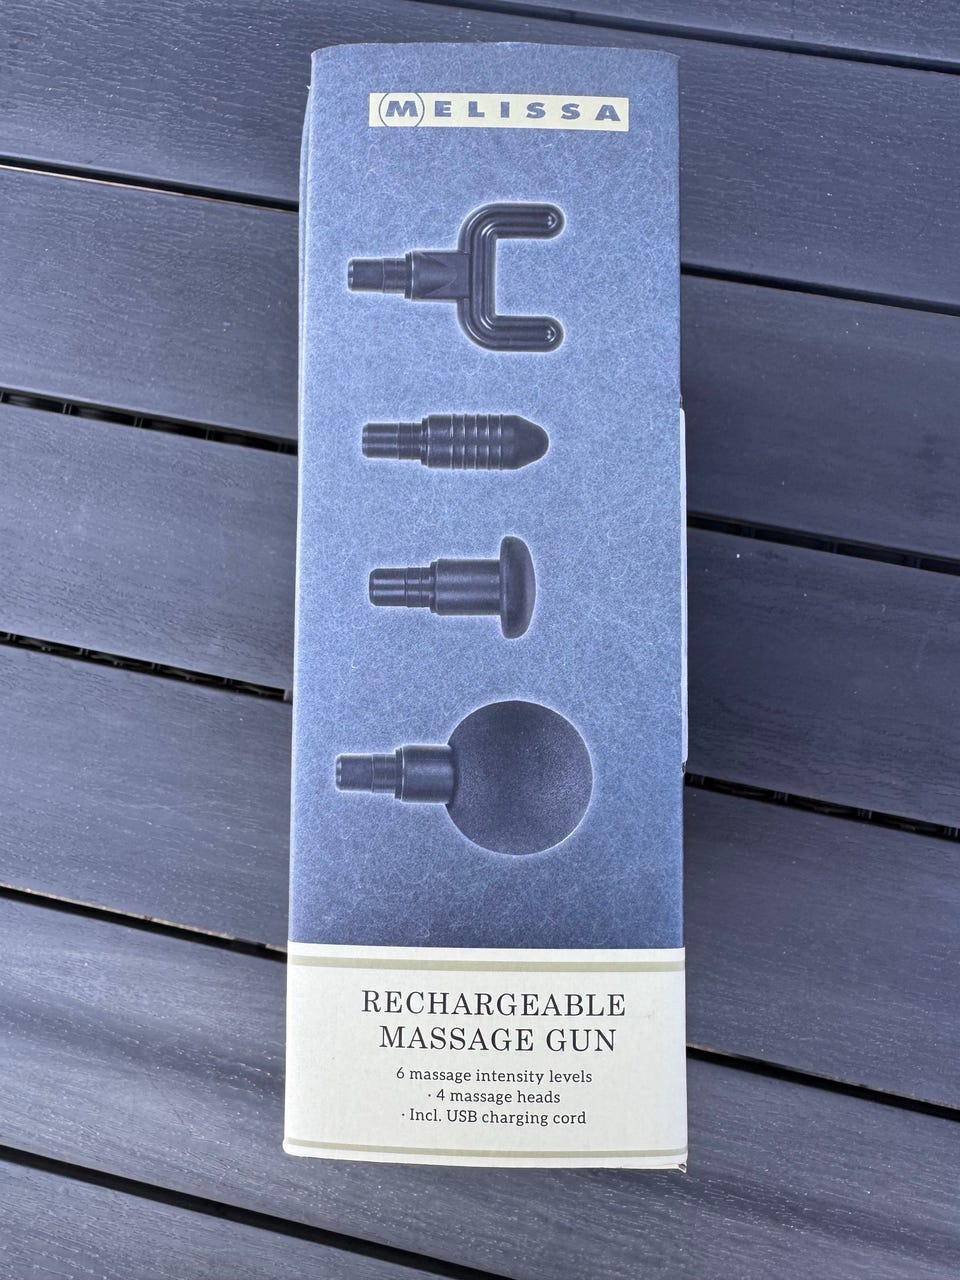 MELISSA
RECHARGEABLE
MASSAGE GUN
6 massage intensity levels
· 4 massage heads
· Incl. USB charging cord